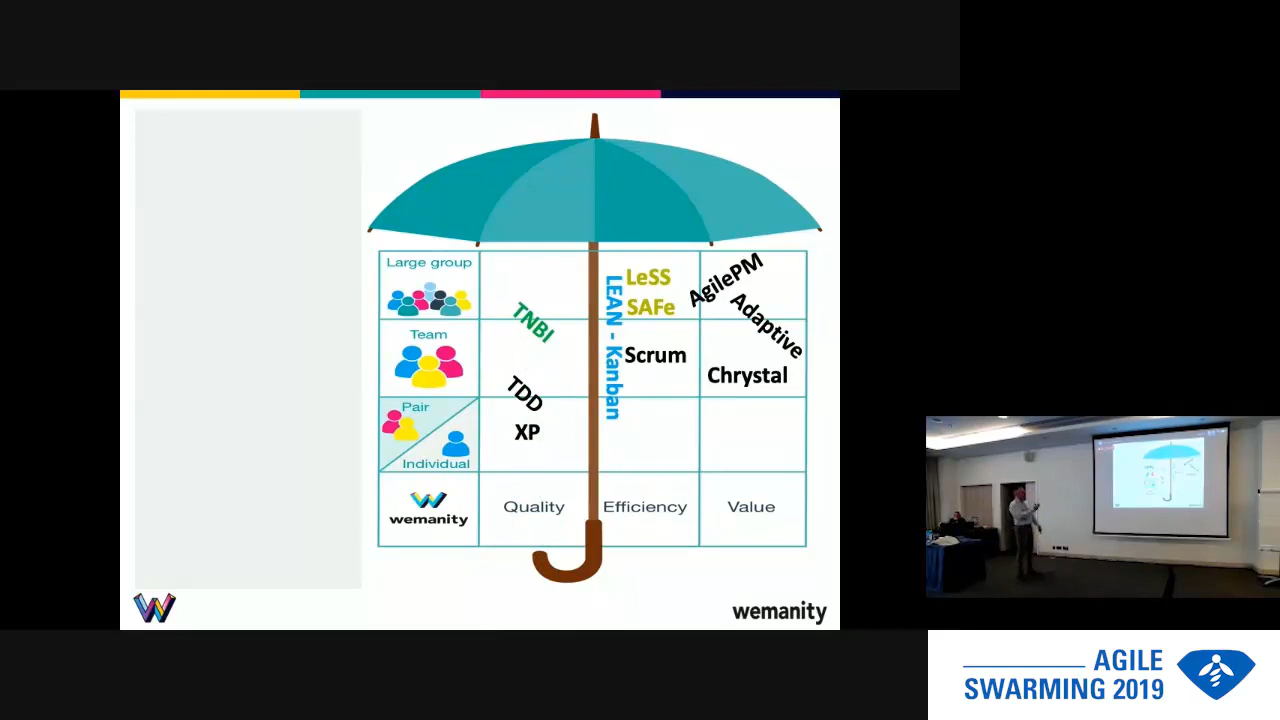 Large group
LeSS
AgilePM
SAFe
LEAN - Kanban
TNBI
Adaptive
Team
Scrum
Chrystal
TDD
Pair
XP
Individual
wemanity
Quality
Efficiency
Value
wemanity
AGILE
SWARMING 2019